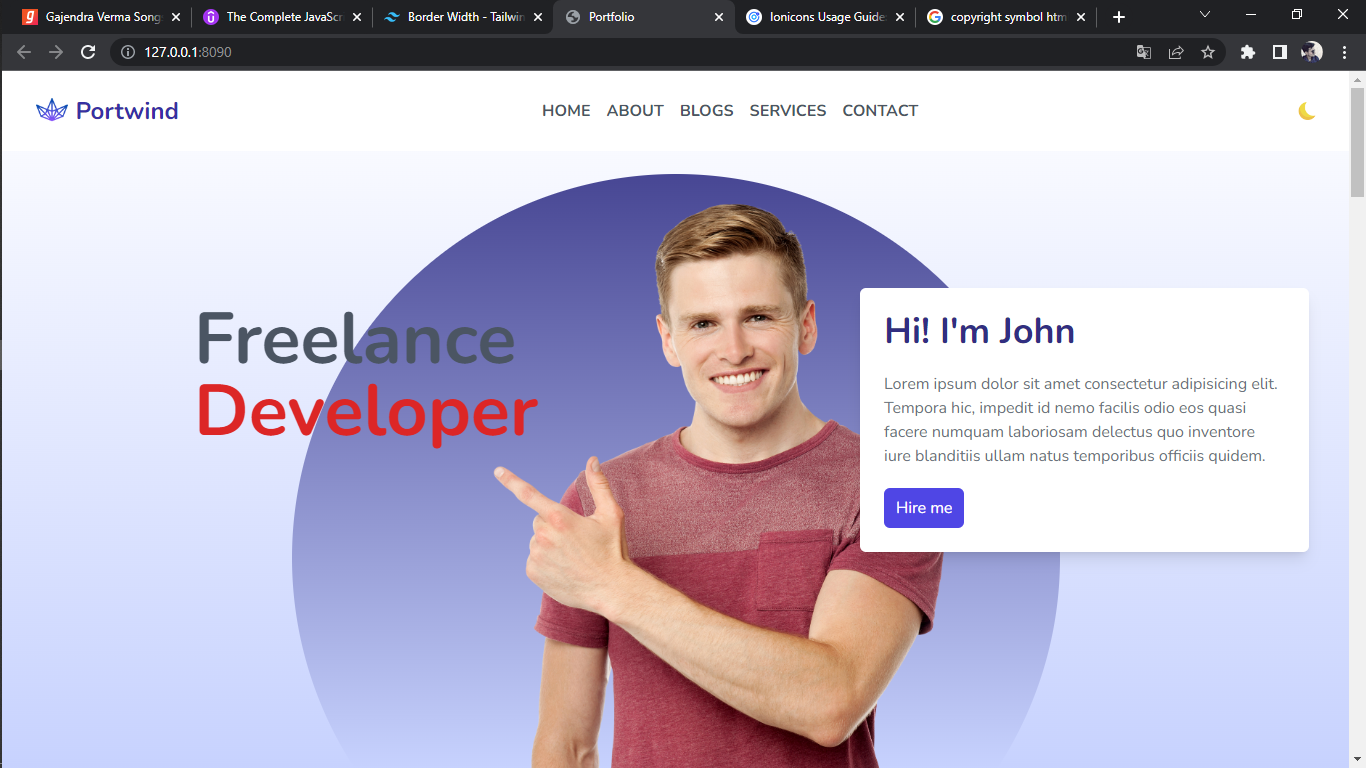 Gajendra Verma Song
The Complete JavaScr
Border Width - Tailwin
Portfolio
Ionicons Usage Guide
copyright symbol htm
127.0.0.1:8090
Portwind
HOME ABOUT BLOGS SERVICES CONTACT
Freelance
Developer
Hi! I'm John
Lorem ipsum dolor sit amet consectetur adipisicing elit.
Tempora hic, impedit id nemo facilis odio eos quasi
facere numquam laboriosam delectus quo inventore
iure blanditiis ullam natus temporibus officiis quidem.
Hire me